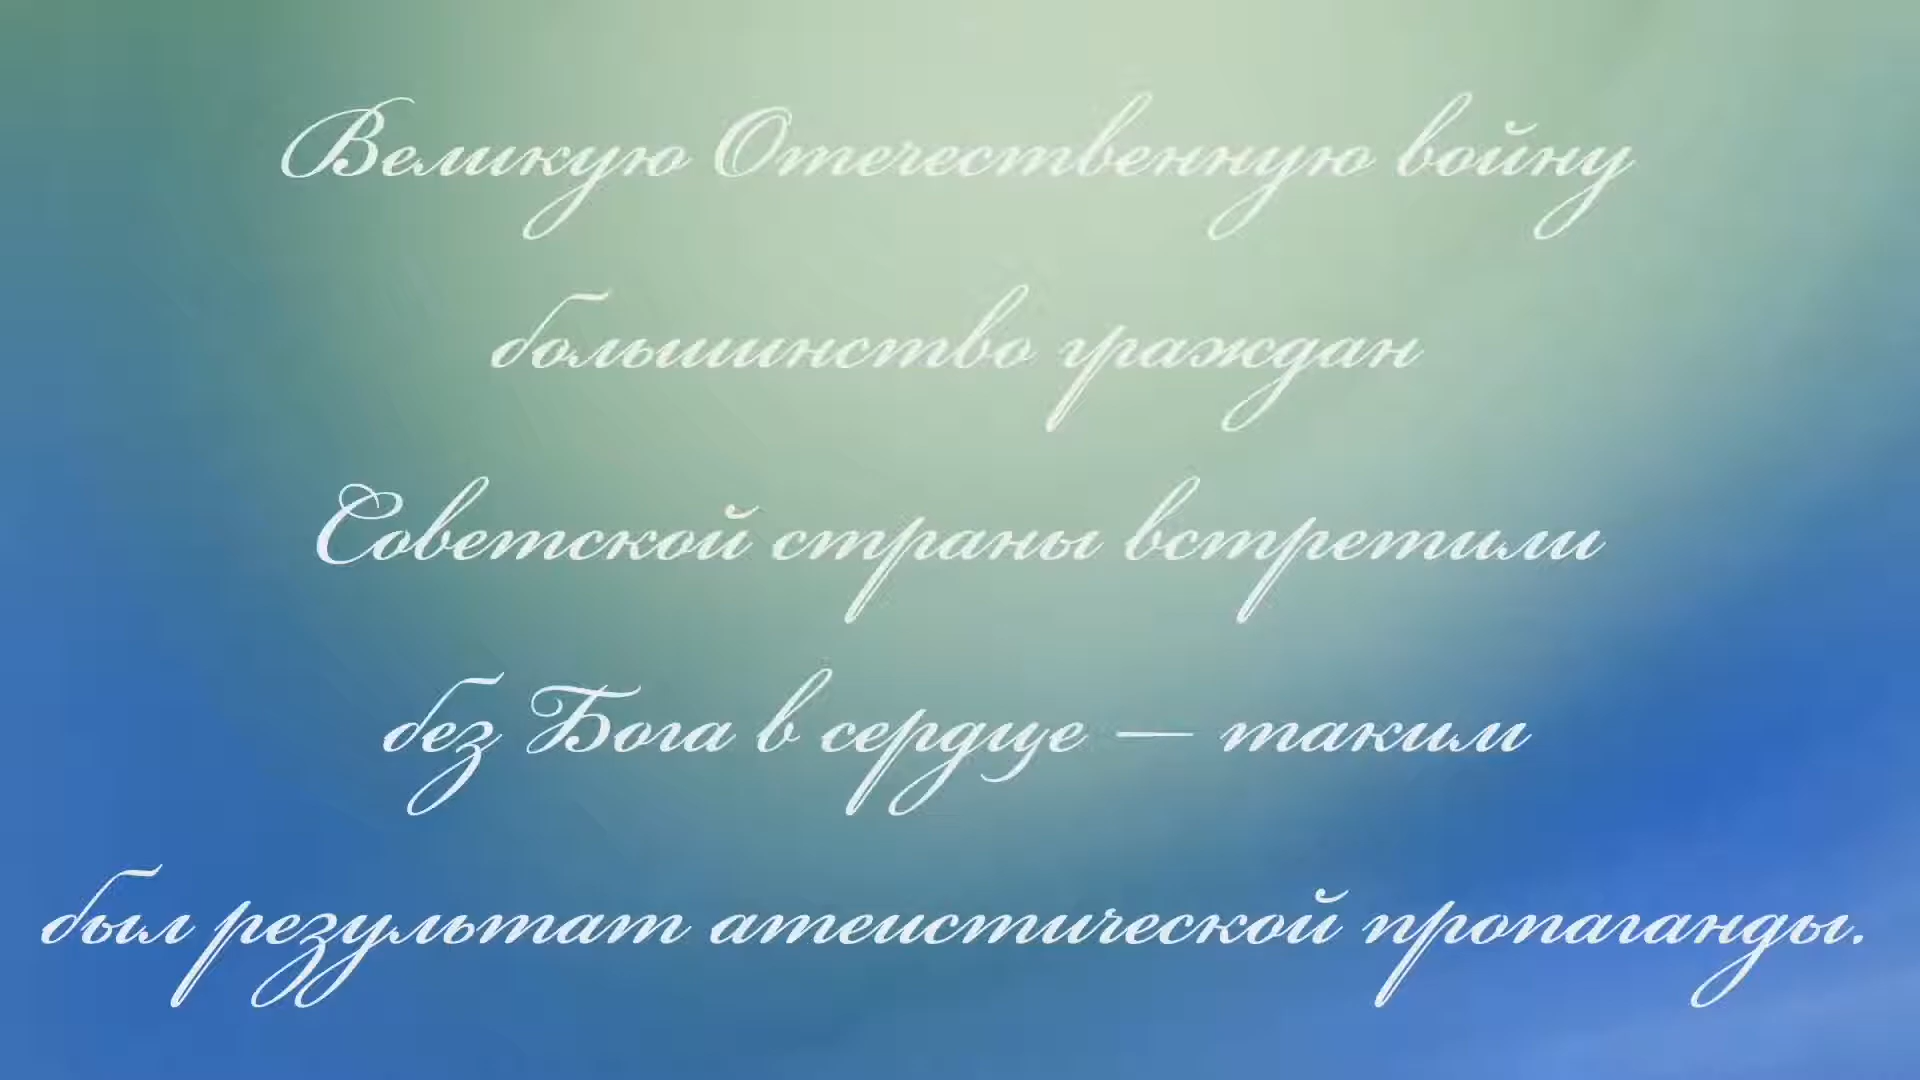 Великую Отечественную войну
большинство граждан
Советской страны встретили
без Бога в сердце — таким
был результат атеистической пропаганды.